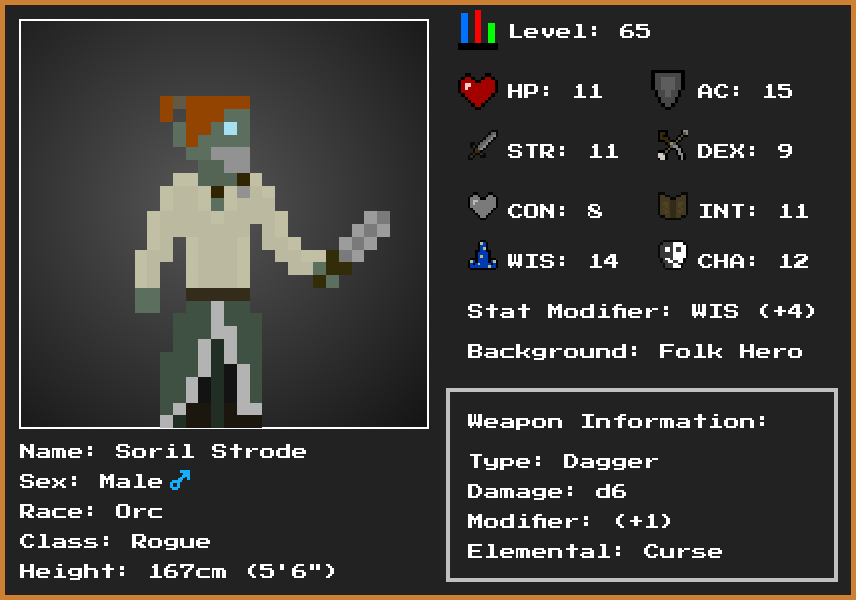 Level: 65
HP: 11 AC: 15
STR: 11 DEX: 9
CON: 8 INT: 11
WIS: 14 CHA: 12
Stat Modifier: WIS (+4)
Background: Folk Hero
Weapon Information:
Type: Dagger
Damage: d6
Modifier: (+1)
Elemental: Curse
Name: Soril Strode
Sex: Male♂
Race: Orc
Class: Rogue
Height: 167cm (5'6")